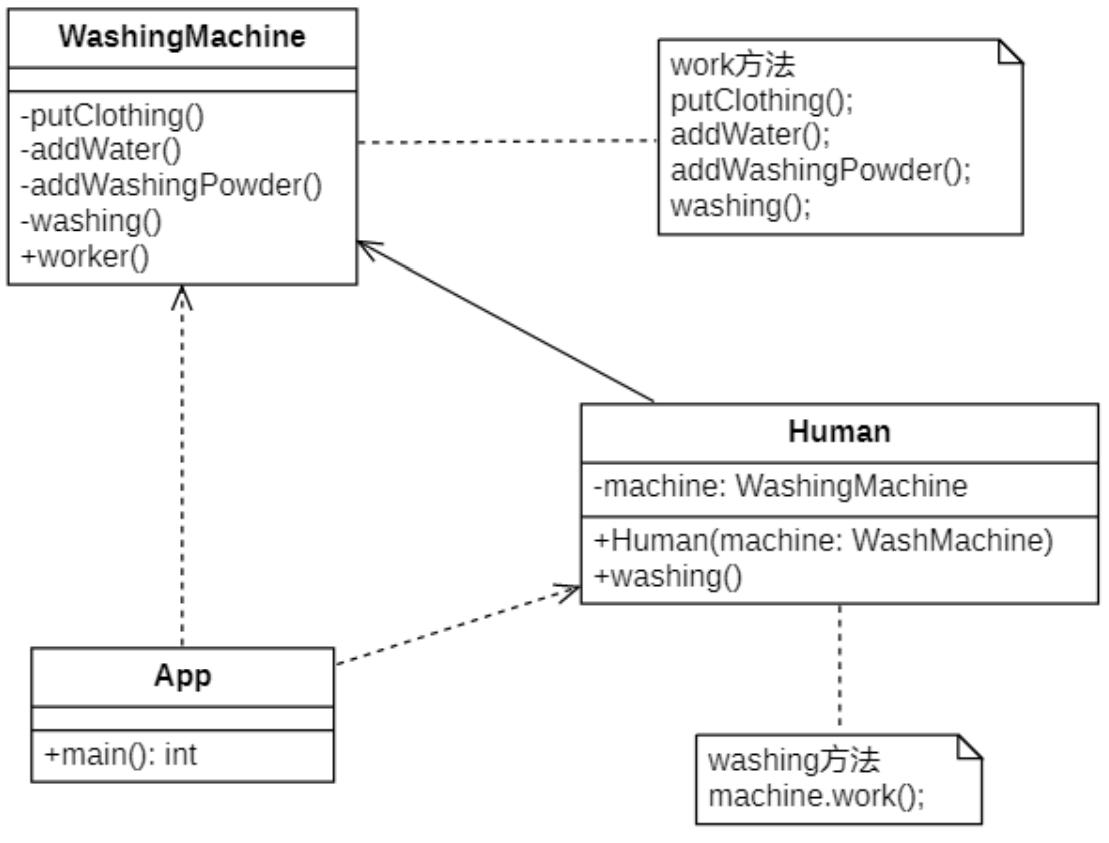 WashingMachine
-putClothing()
-addWater()
-addWashingPowder()
-washing()
+worker()
work方法
putClothing();
addWater();
addWashingPowder();
washing();
Human
-machine: WashingMachine
+Human(machine: WashMachine)
+washing()
App
+main(): int
washing方法
machine.work();